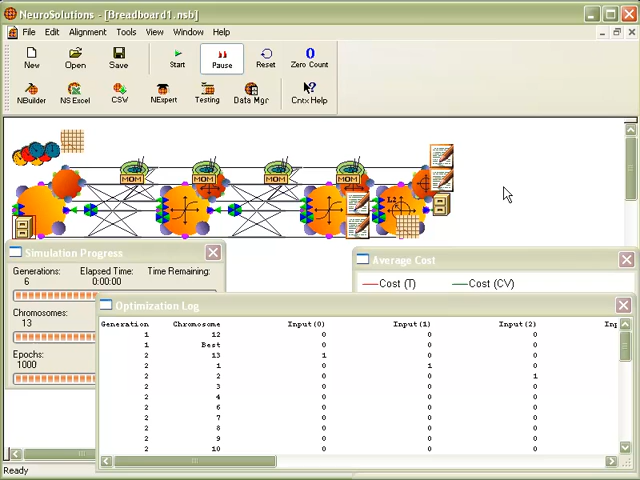 NeuroSolutions - [Breadboard1.nsb]
File Edit Alignment Tools View Window Help
New Open Save Start Pause Reset Zero Count
NBuilder NS Excel CSW NExpert Testing Data Mgr Cntx Help
MOM MOM MOM MOM
L2
Simulation Progress
Generations: Elapsed Time: Time Remaining:
6 0:00:00
Chromosomes:
13
Epochs:
1000
Average Cost
Cost (T) Cost (CV)
Optimization Log
Generation Chromosome Input(0) Input(1) Input(2) Inp
1 12 0 0 0
1 Best 0 0 0
2 13 1 0 0
2 1 0 1 0
2 2 0 0 1
2 3 0 0 0
2 4 0 0 0
2 6 0 0 0
2 7 0 0 0
2 8 0 0 0
2 9 0 0 0
2 10 0 0 0
Ready